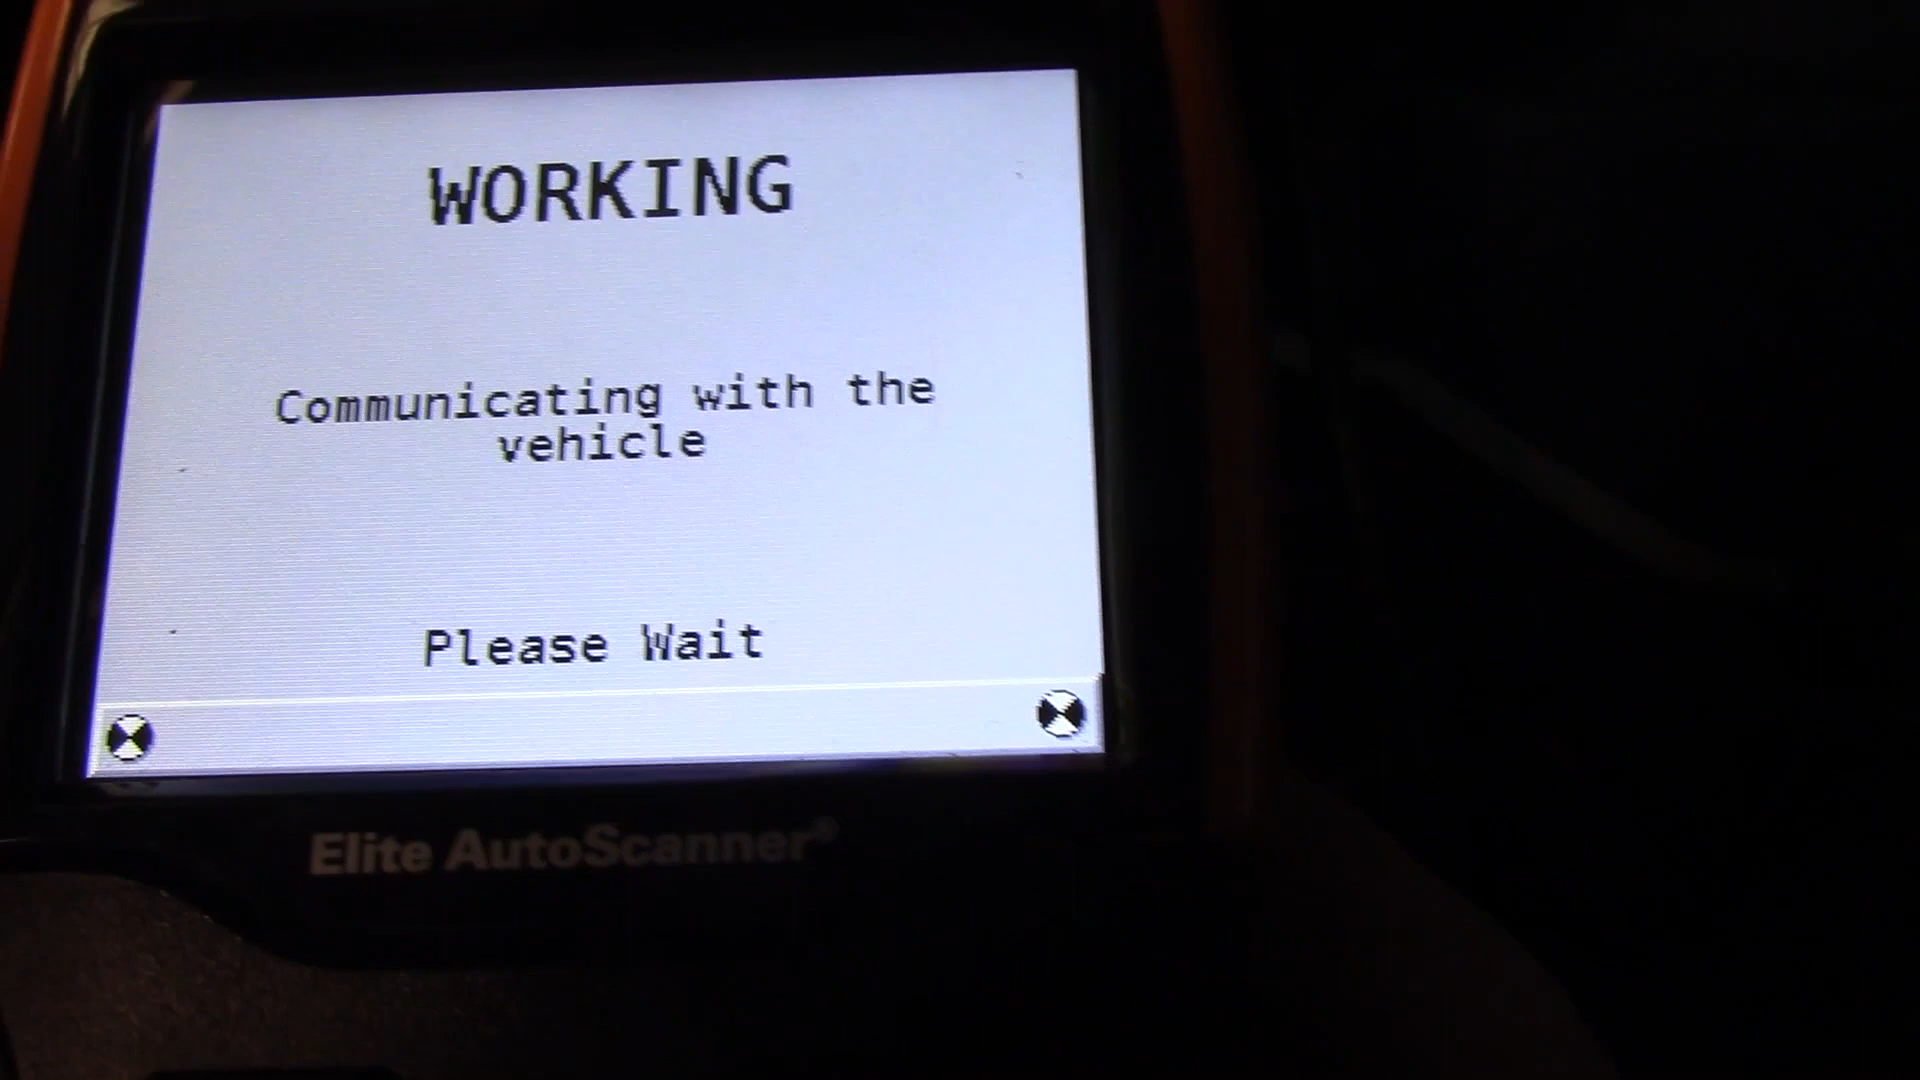 WORKING
Communicating with the
vehicle
Please Wait
Elite AutoScanner®